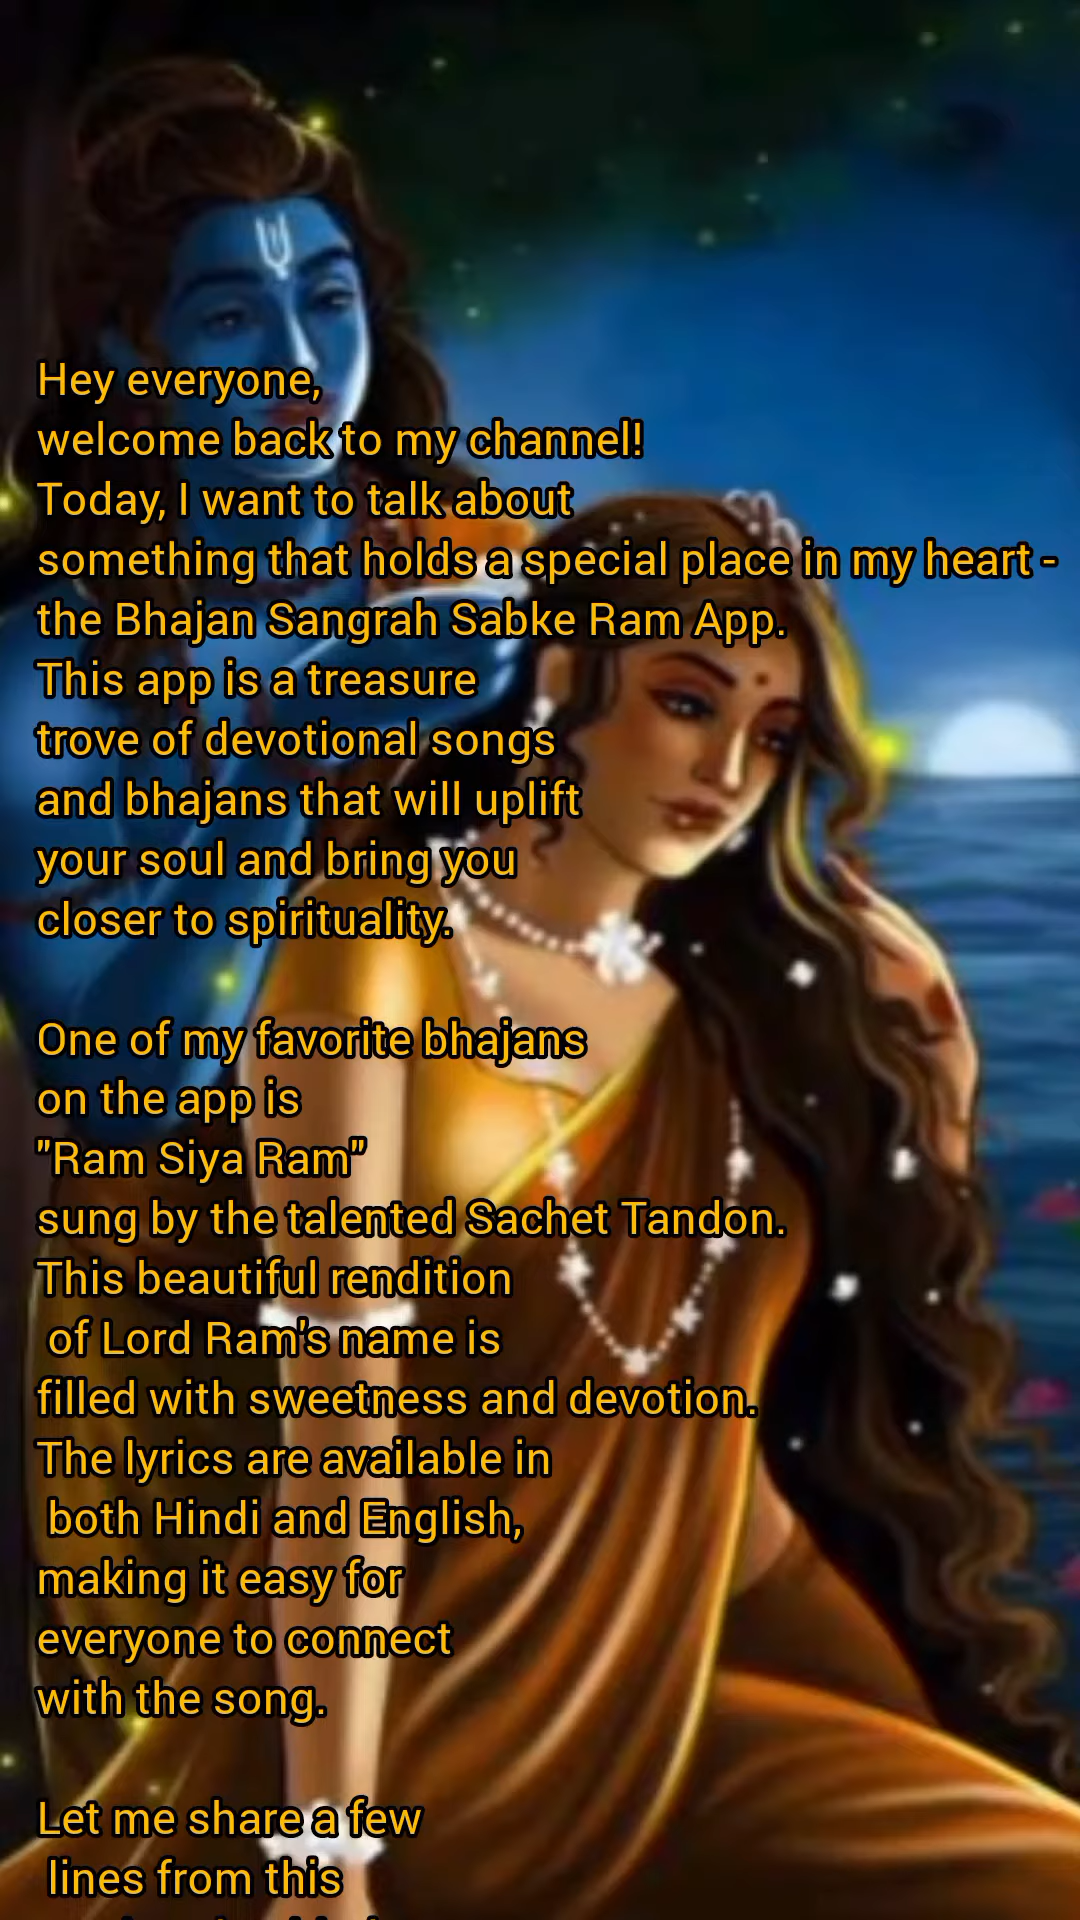 Hey everyone,
welcome back to my channel!
Today, I want to talk about
something that holds a special place in my heart -
the Bhajan Sangrah Sabke Ram App.
This app is a treasure
trove of devotional songs
and bhajans that will uplift
your soul and bring you
closer to spirituality.
One of my favorite bhajans
on the app is
"Ram Siya Ram"
sung by the talented Sachet Tandon.
This beautiful rendition
of Lord Ram's name is
filled with sweetness and devotion.
The lyrics are available in
both Hindi and English,
making it easy for
everyone to connect
with the song.
Let me share a few
lines from this